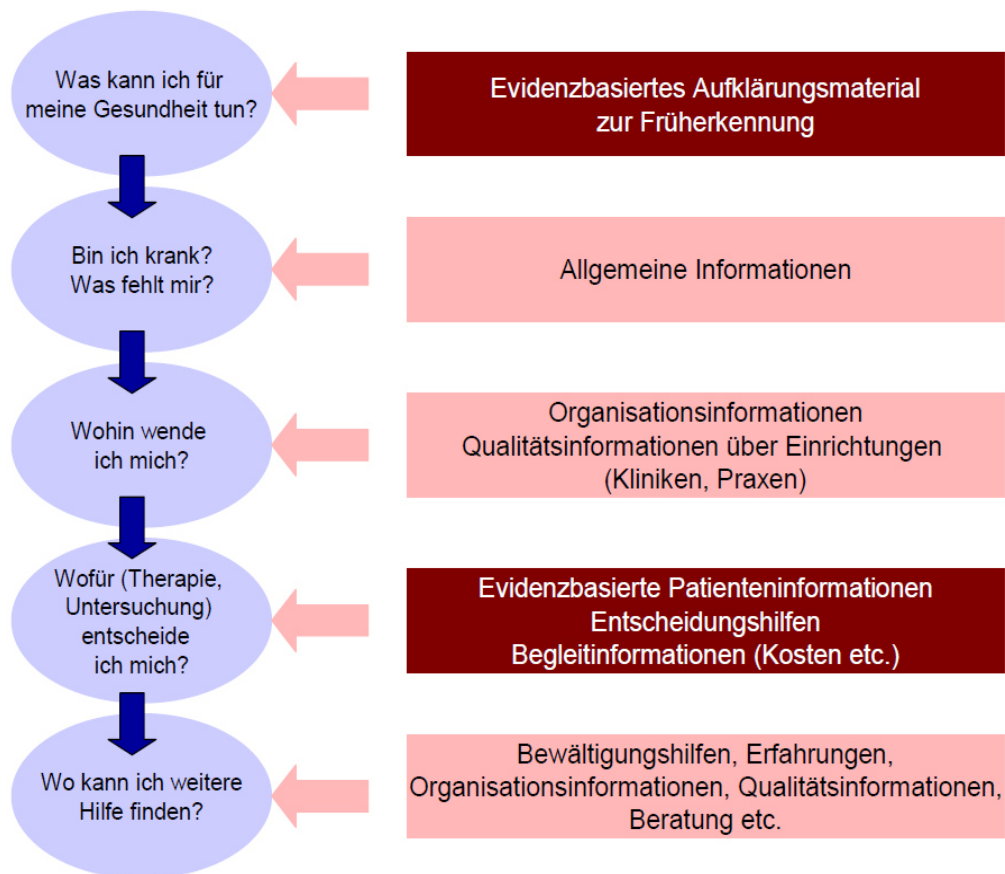 Was kann ich für
meine Gesundheit tun?
Evidenzbasiertes Aufklärungsmaterial
zur Früherkennung
Bin ich krank?
Was fehlt mir?
Allgemeine Informationen
Wohin wende
ich mich?
Organisationsinformationen
Qualitätsinformationen über Einrichtungen
(Kliniken, Praxen)
Wofür (Therapie,
Untersuchung)
entscheide
ich mich?
Evidenzbasierte Patienteninformationen
Entscheidungshilfen
Begleitinformationen (Kosten etc.)
Wo kann ich weitere
Hilfe finden?
Bewältigungshilfen, Erfahrungen,
Organisationsinformationen, Qualitätsinformationen,
Beratung etc.